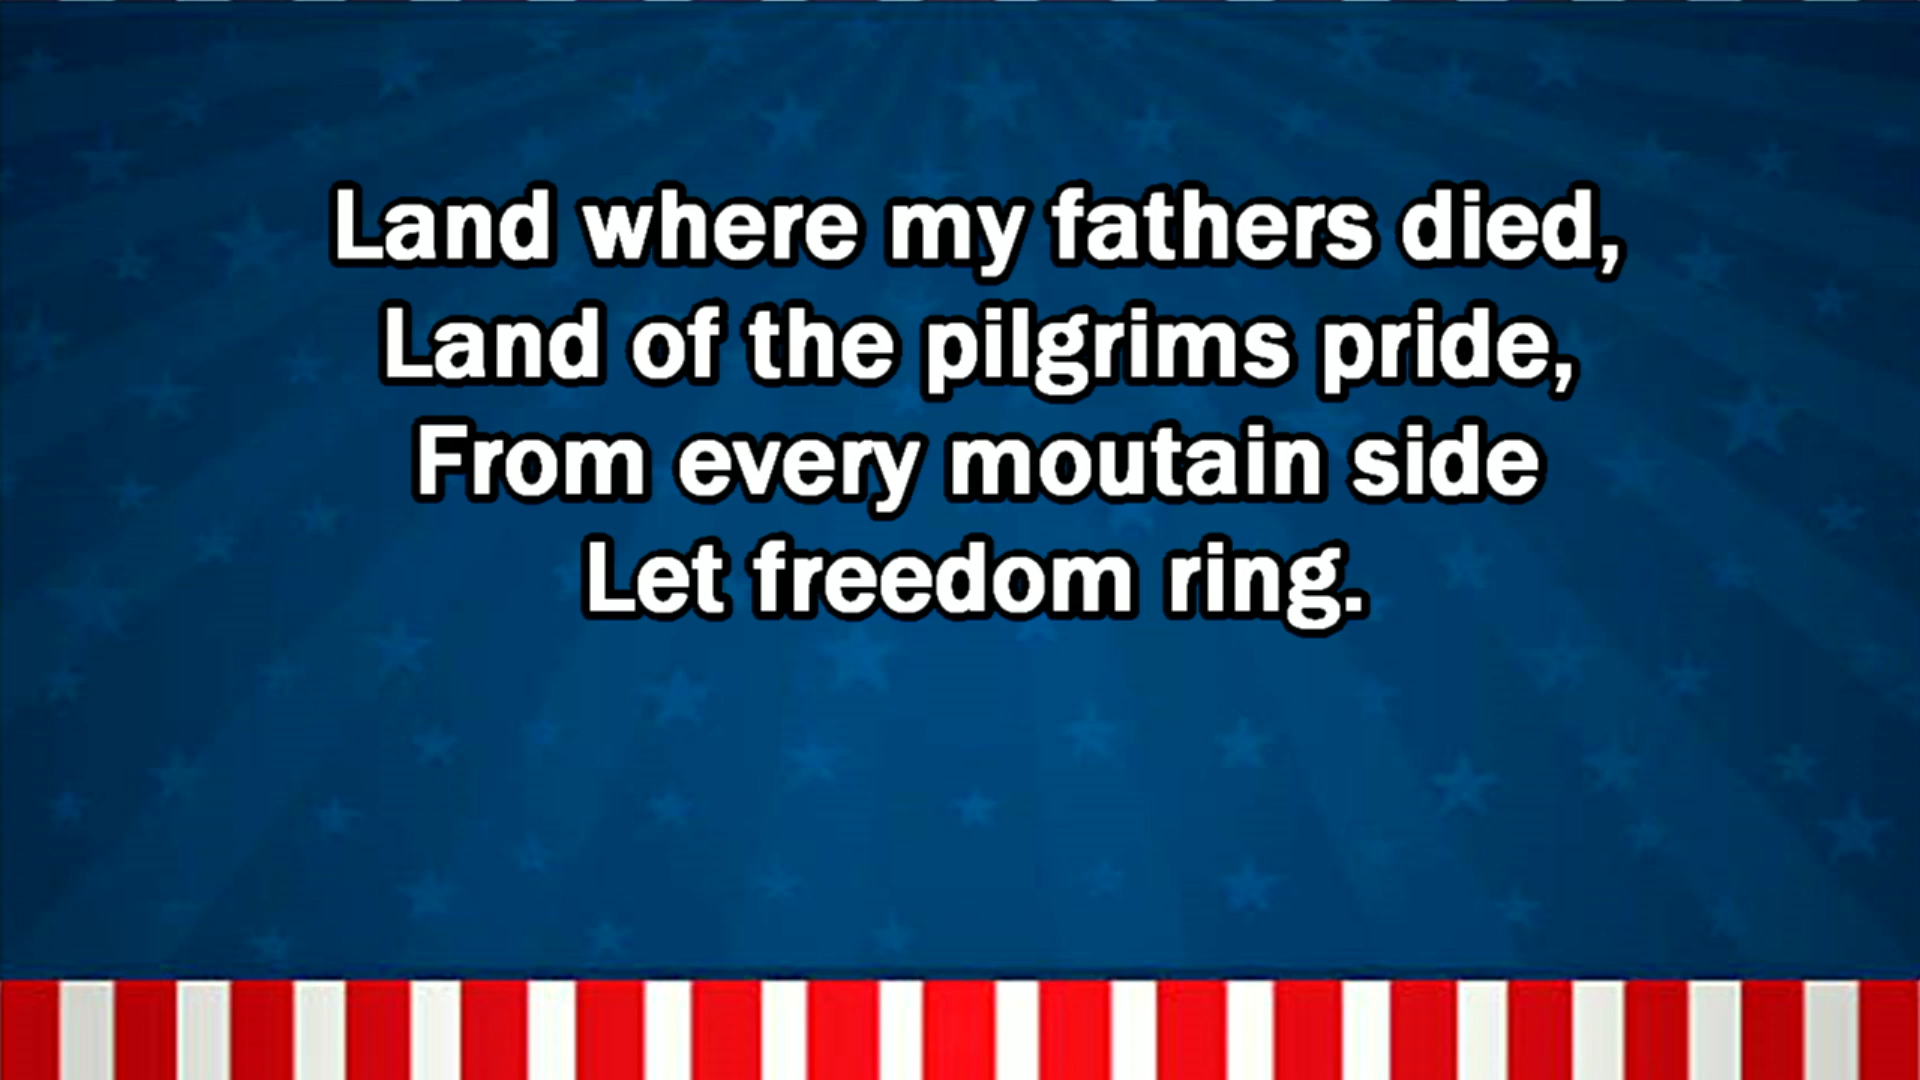 Land where my fathers died,
Land of the pilgrims pride,
From every moutain side
Let freedom ring.